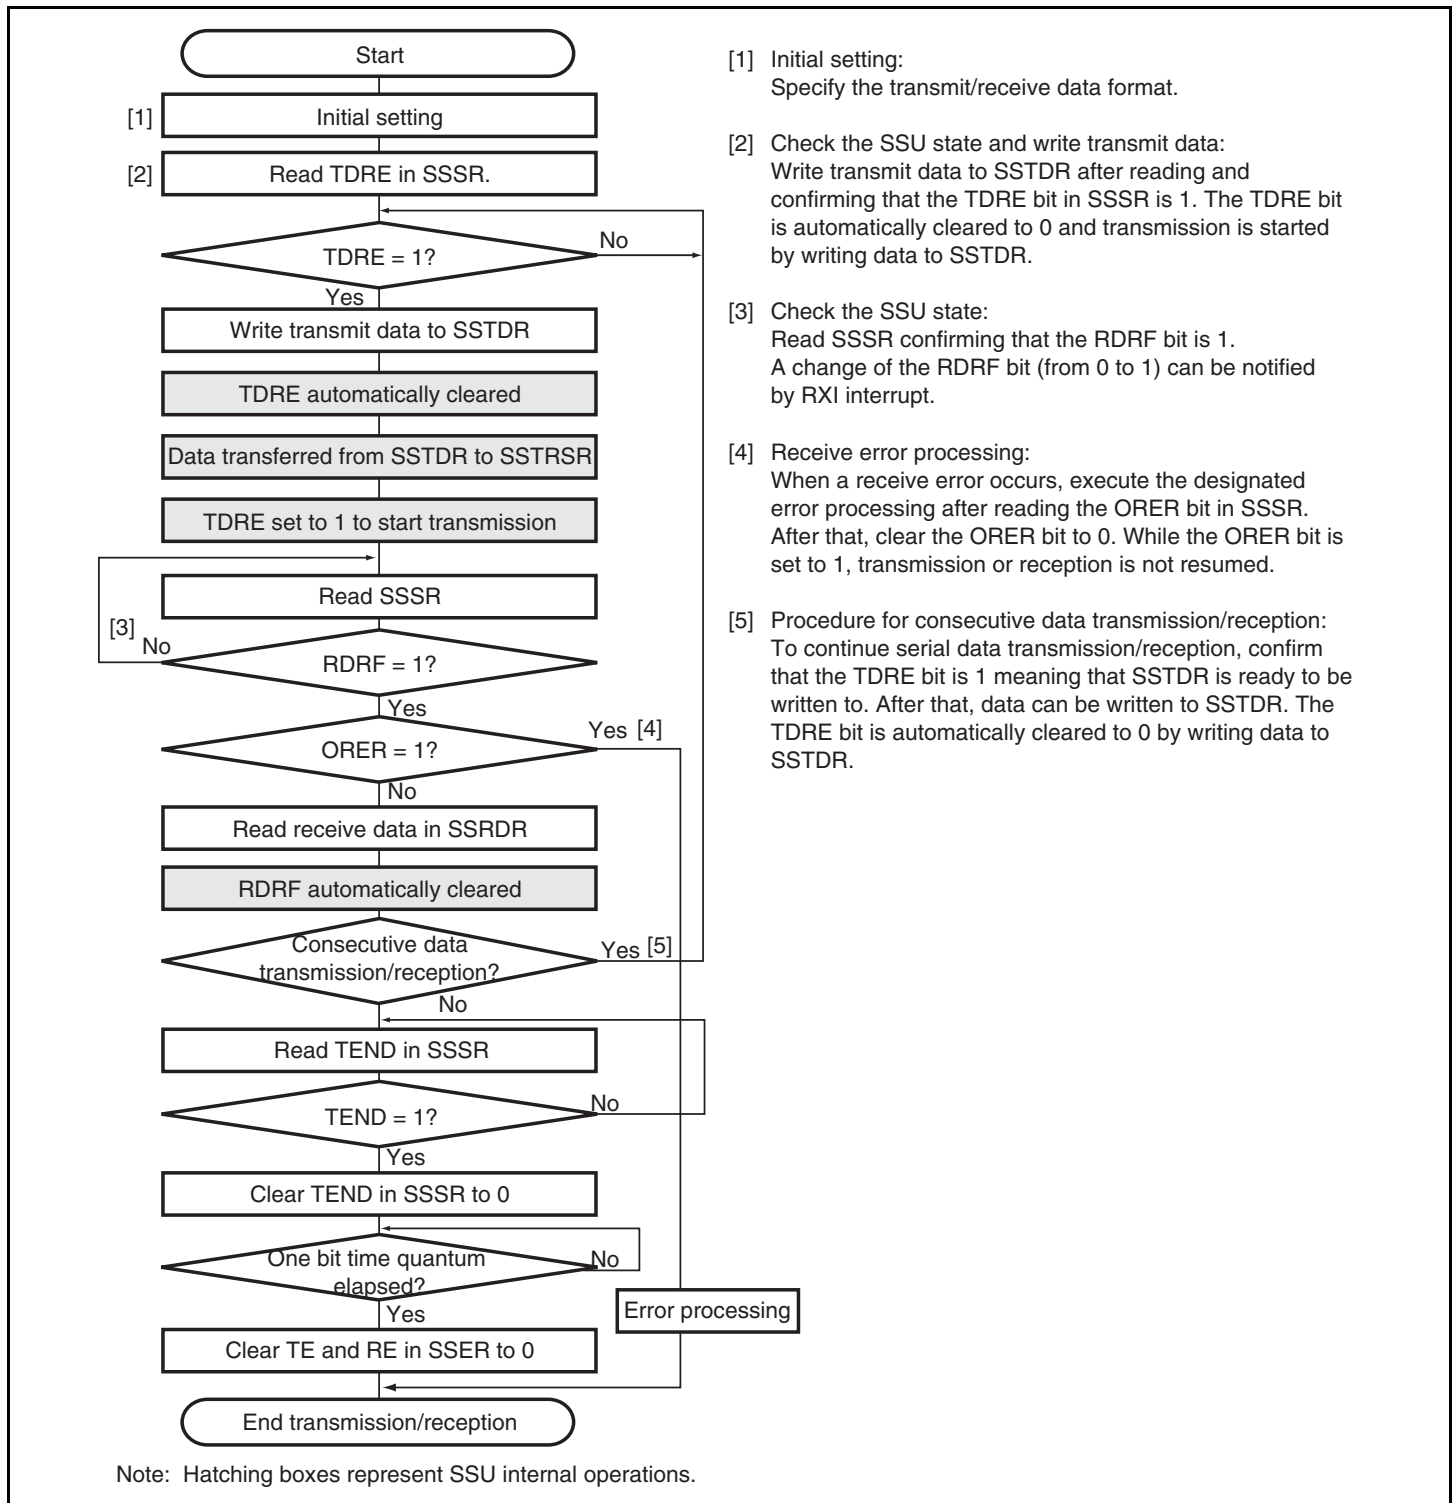 Start
[1] Initial setting
[2] Read TDRE in SSSR.
TDRE = 1?
No
Yes
Write transmit data to SSTDR
TDRE automatically cleared
Data transferred from SSTDR to SSTRSR
TDRE set to 1 to start transmission
Read SSSR
[3]
No
RDRF = 1?
Yes
Yes [4]
ORER = 1?
No
Read receive data in SSRDR
RDRF automatically cleared
Consecutive data
transmission/reception?
Yes [5]
No
Read TEND in SSSR
TEND = 1?
No
Yes
Clear TEND in SSSR to 0
One bit time quantum
elapsed?
No
Yes
Error processing
Clear TE and RE in SSER to 0
End transmission/reception
Note: Hatching boxes represent SSU internal operations.
[1] Initial setting:
Specify the transmit/receive data format.
[2] Check the SSU state and write transmit data:
Write transmit data to SSTDR after reading and
confirming that the TDRE bit in SSSR is 1. The TDRE bit
is automatically cleared to 0 and transmission is started
by writing data to SSTDR.
[3] Check the SSU state:
Read SSSR confirming that the RDRF bit is 1.
A change of the RDRF bit (from 0 to 1) can be notified
by RXI interrupt.
[4] Receive error processing:
When a receive error occurs, execute the designated
error processing after reading the ORER bit in SSSR.
After that, clear the ORER bit to 0. While the ORER bit is
set to 1, transmission or reception is not resumed.
[5] Procedure for consecutive data transmission/reception:
To continue serial data transmission/reception, confirm
that the TDRE bit is 1 meaning that SSTDR is ready to be
written to. After that, data can be written to SSTDR. The
TDRE bit is automatically cleared to 0 by writing data to
SSTDR.